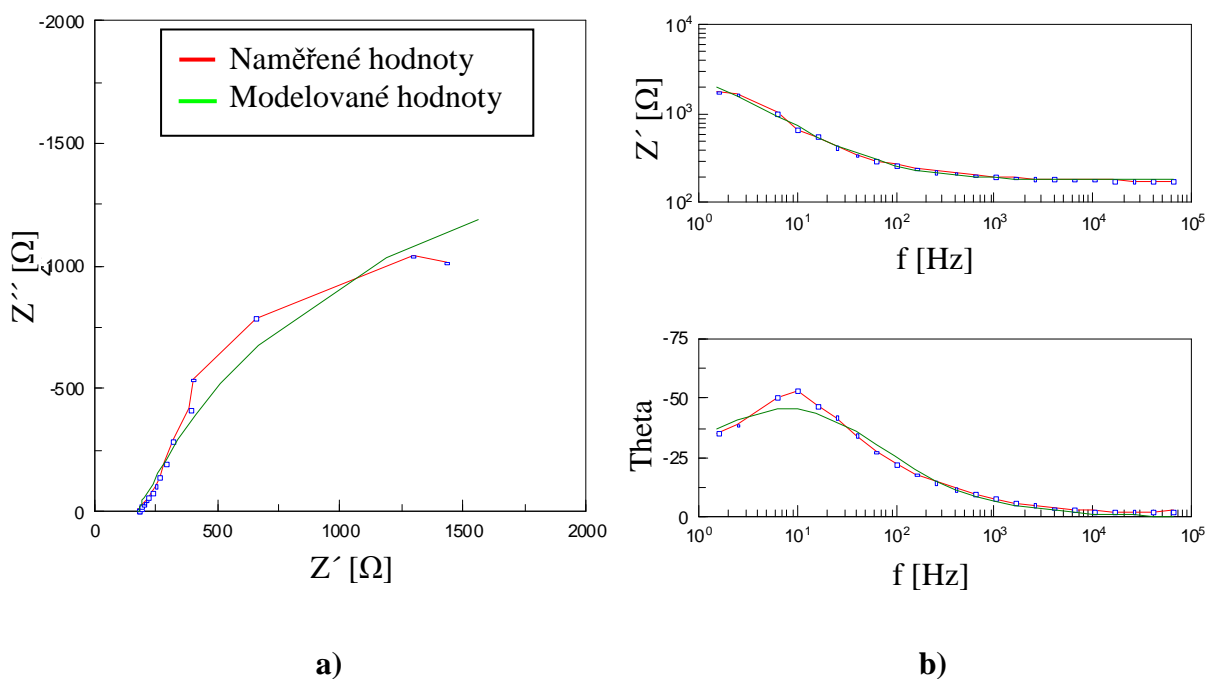 -2000
-1500
-1000
-500
0
0
500
1000
1500
2000
Z´´ [Ω]
Z´ [Ω]
Naměřené hodnoty
Modelované hodnoty
a)
10⁴
10³
10²
10⁰
10¹
10²
10³
10⁴
10⁵
Z´ [Ω]
f [Hz]
-75
-50
-25
0
10⁰
10¹
10²
10³
10⁴
10⁵
Theta
f [Hz]
b)